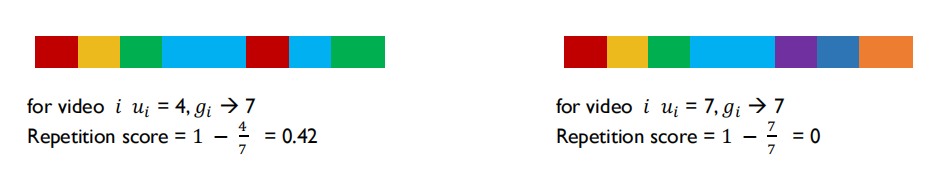 for video i u_i = 4, g_i → 7
Repetition score = 1 − 4/7 = 0.42
for video i u_i = 7, g_i → 7
Repetition score = 1 − 7/7 = 0